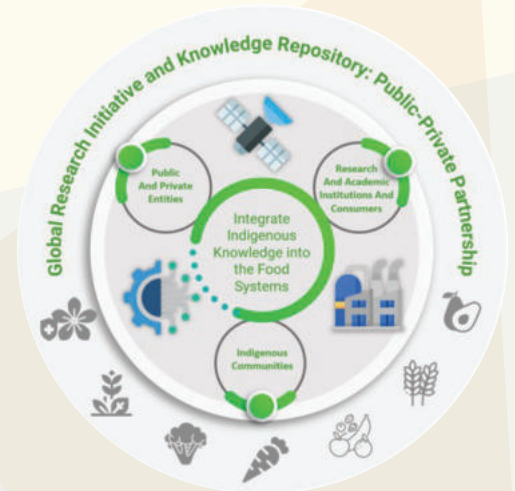 Global Research Initiative and Knowledge Repository: Public-Private Partnership
Public
And Private
Entities
Research
And Academic
Institutions And
Consumers
Integrate
Indigenous
Knowledge into
the Food
Systems
Indigenous
Communities